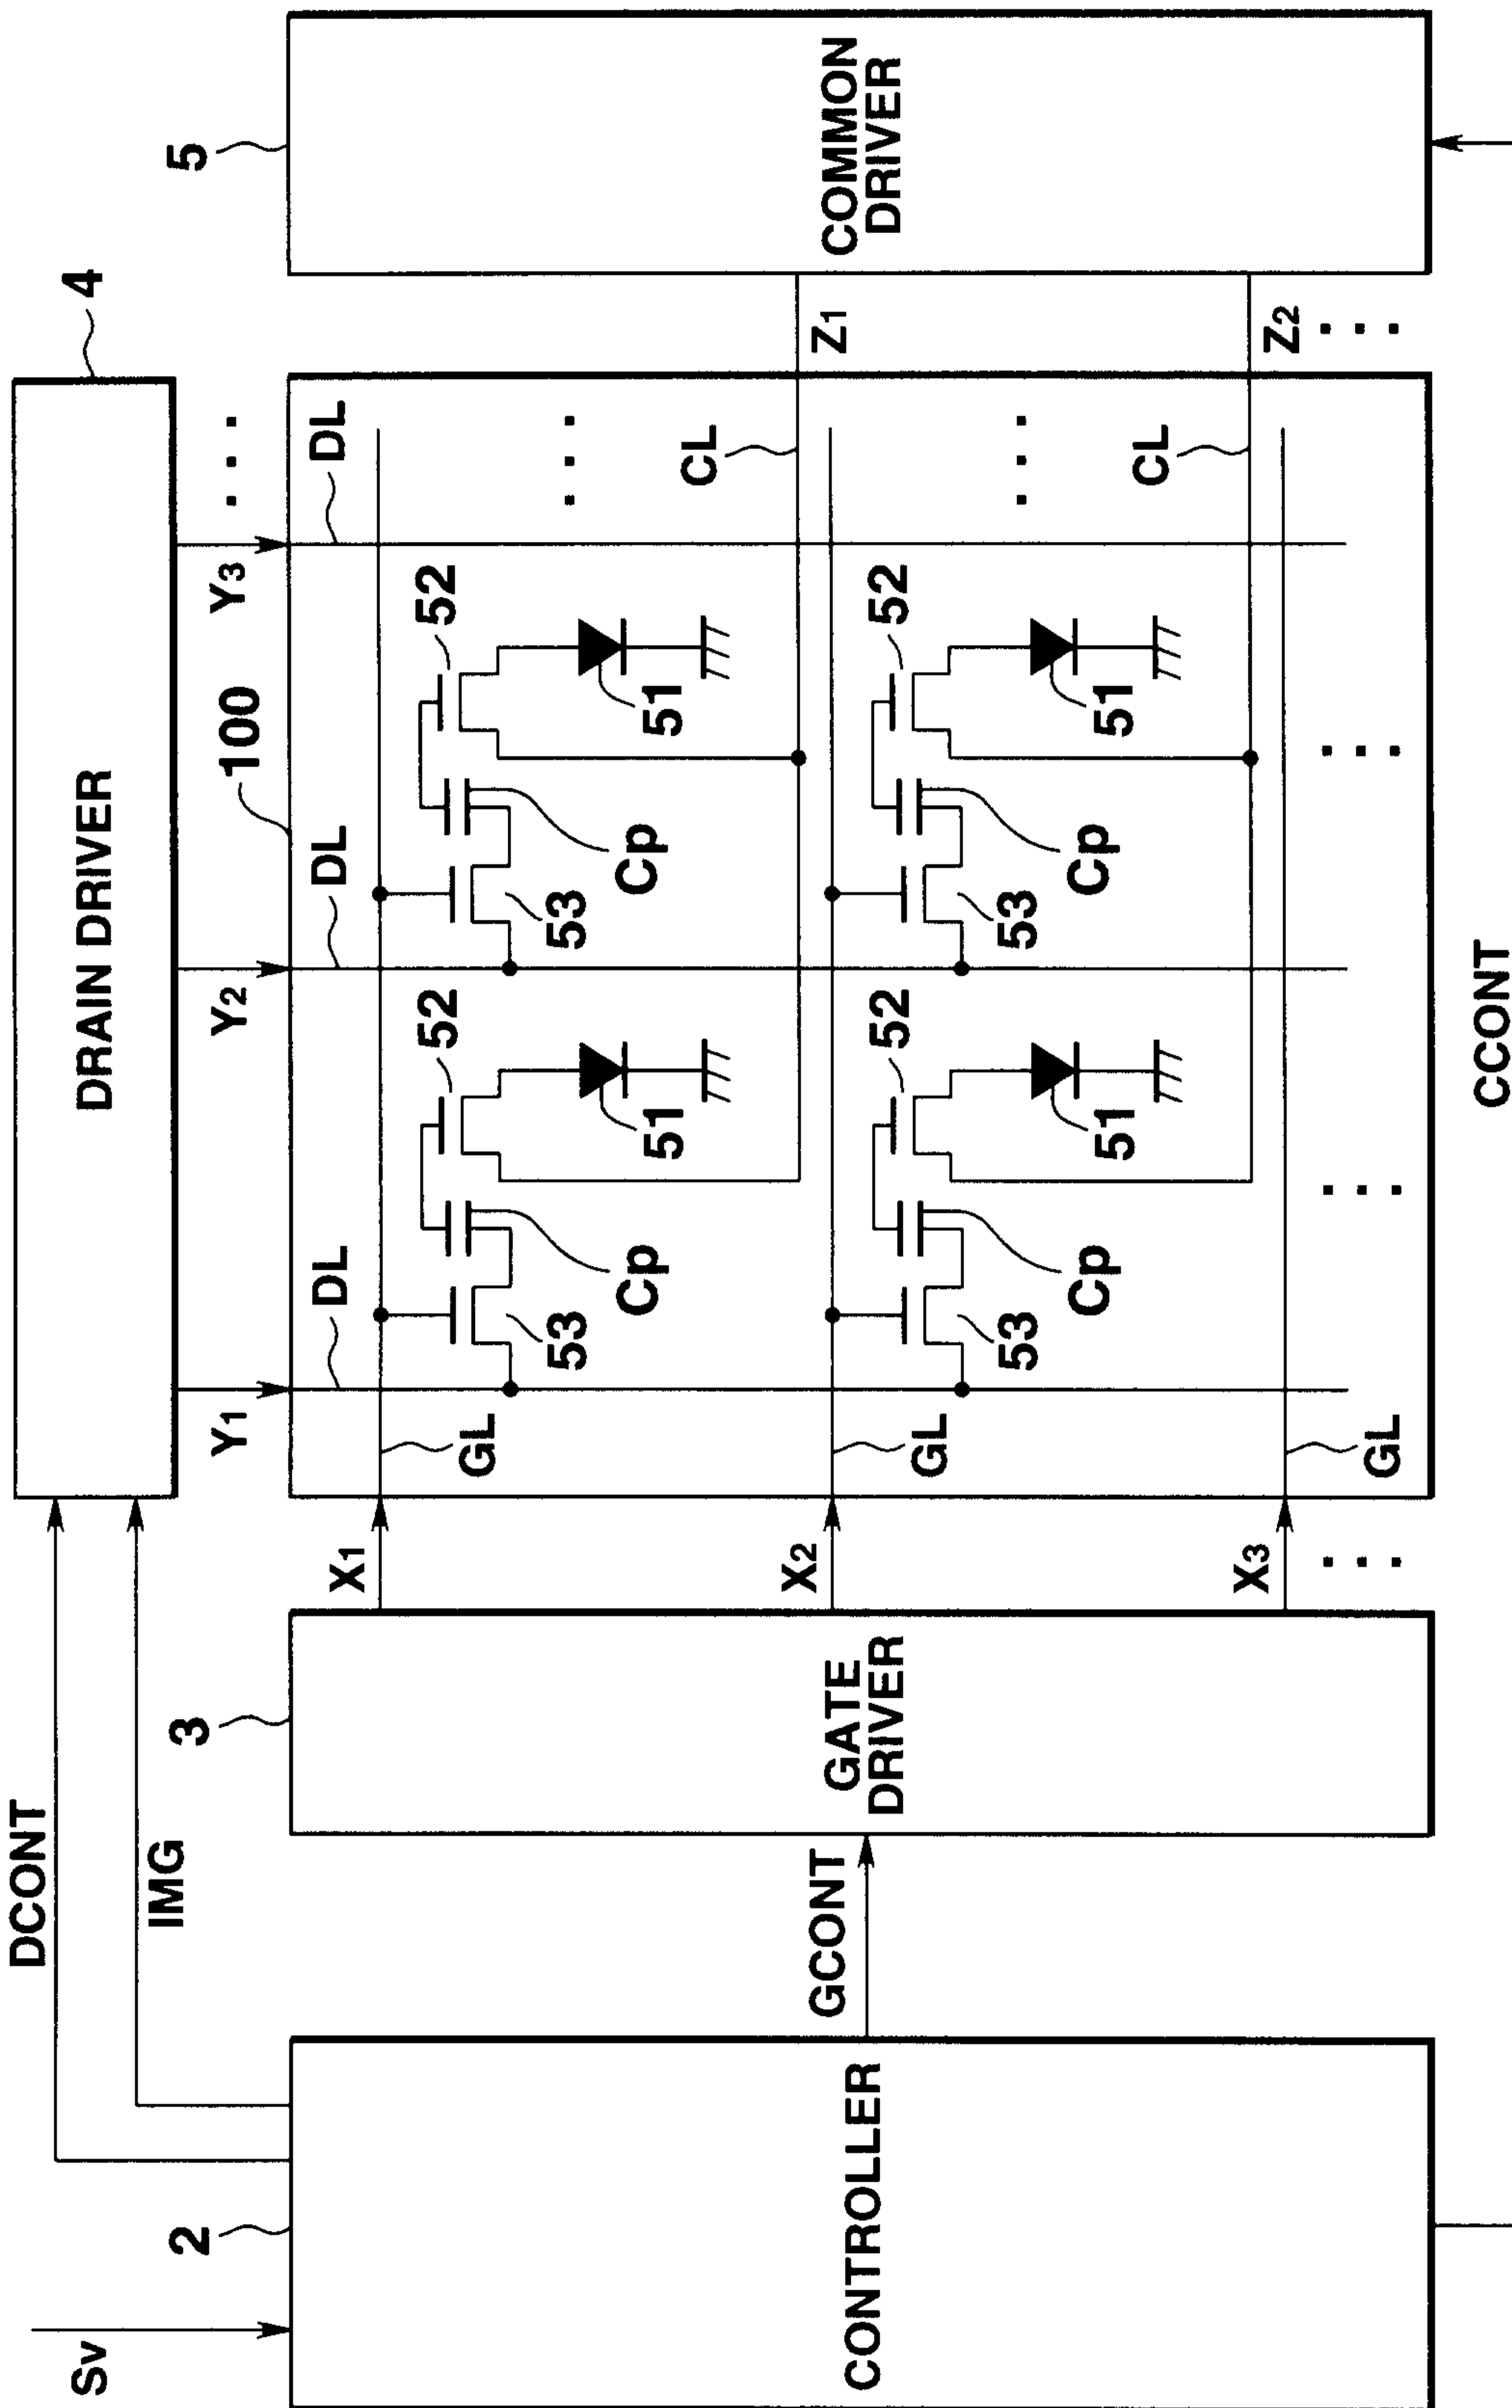 Sv
2
CONTROLLER
DCONT
IMG
GCONT
3
GATE
DRIVER
X1
X2
X3
DRAIN DRIVER
4
Y1
Y2
Y3
100
DL
DL
DL
GL
GL
GL
53
Cp
52
51
53
Cp
52
51
53
Cp
52
51
53
Cp
52
51
CL
CL
Z1
Z2
5
COMMON
DRIVER
CCONT